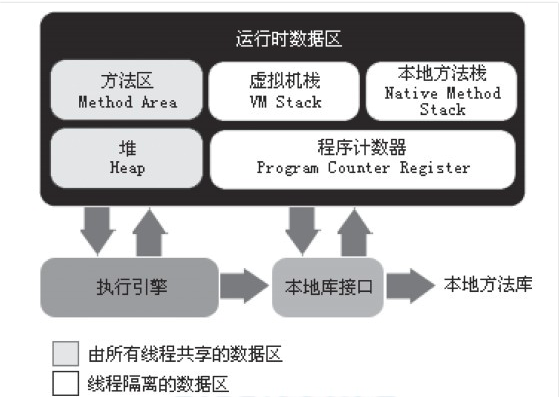 运行时数据区
方法区
Method Area
虚拟机栈
VM Stack
本地方法栈
Native Method
Stack
堆
Heap
程序计数器
Program Counter Register
执行引擎
本地库接口
本地方法库
由所有线程共享的数据区
线程隔离的数据区